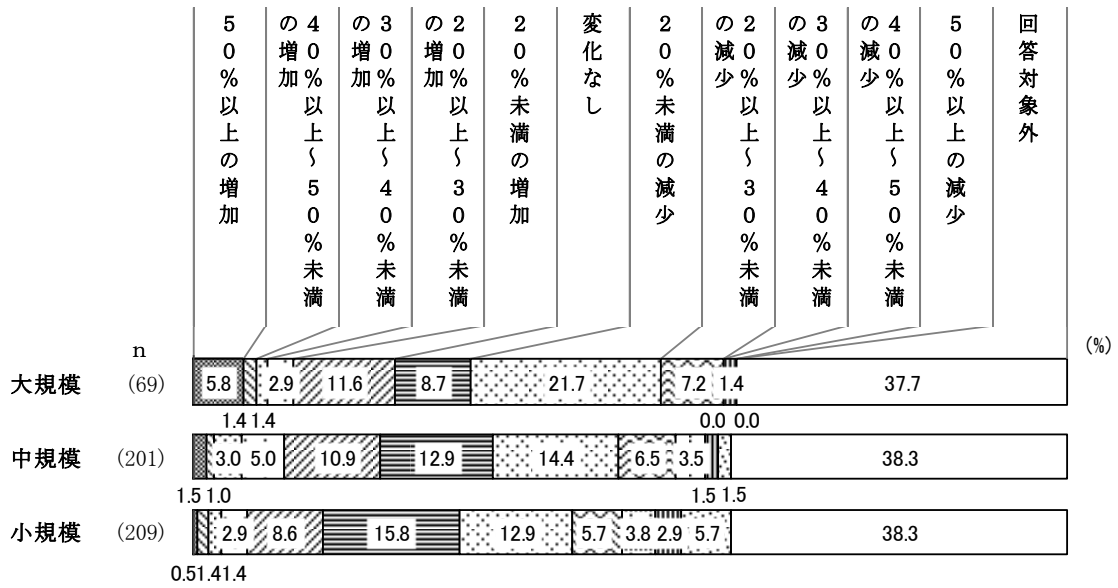 50%以上の増加
40%以上～50%未満の増加
30%以上～40%未満の増加
20%以上～30%未満の増加
20%未満の増加
変化なし
20%未満の減少
20%以上～30%未満の減少
30%以上～40%未満の減少
40%以上～50%未満の減少
50%以上の減少
回答対象外
n
(%)
大規模 (69) 5.8 2.9 11.6 8.7 21.7 7.2 1.4 37.7
1.4 1.4 0.0 0.0
中規模 (201) 3.0 5.0 10.9 12.9 14.4 6.5 3.5 38.3
1.5 1.0 1.5 1.5
小規模 (209) 2.9 8.6 15.8 12.9 5.7 3.8 2.9 5.7 38.3
0.5 1.4 1.4